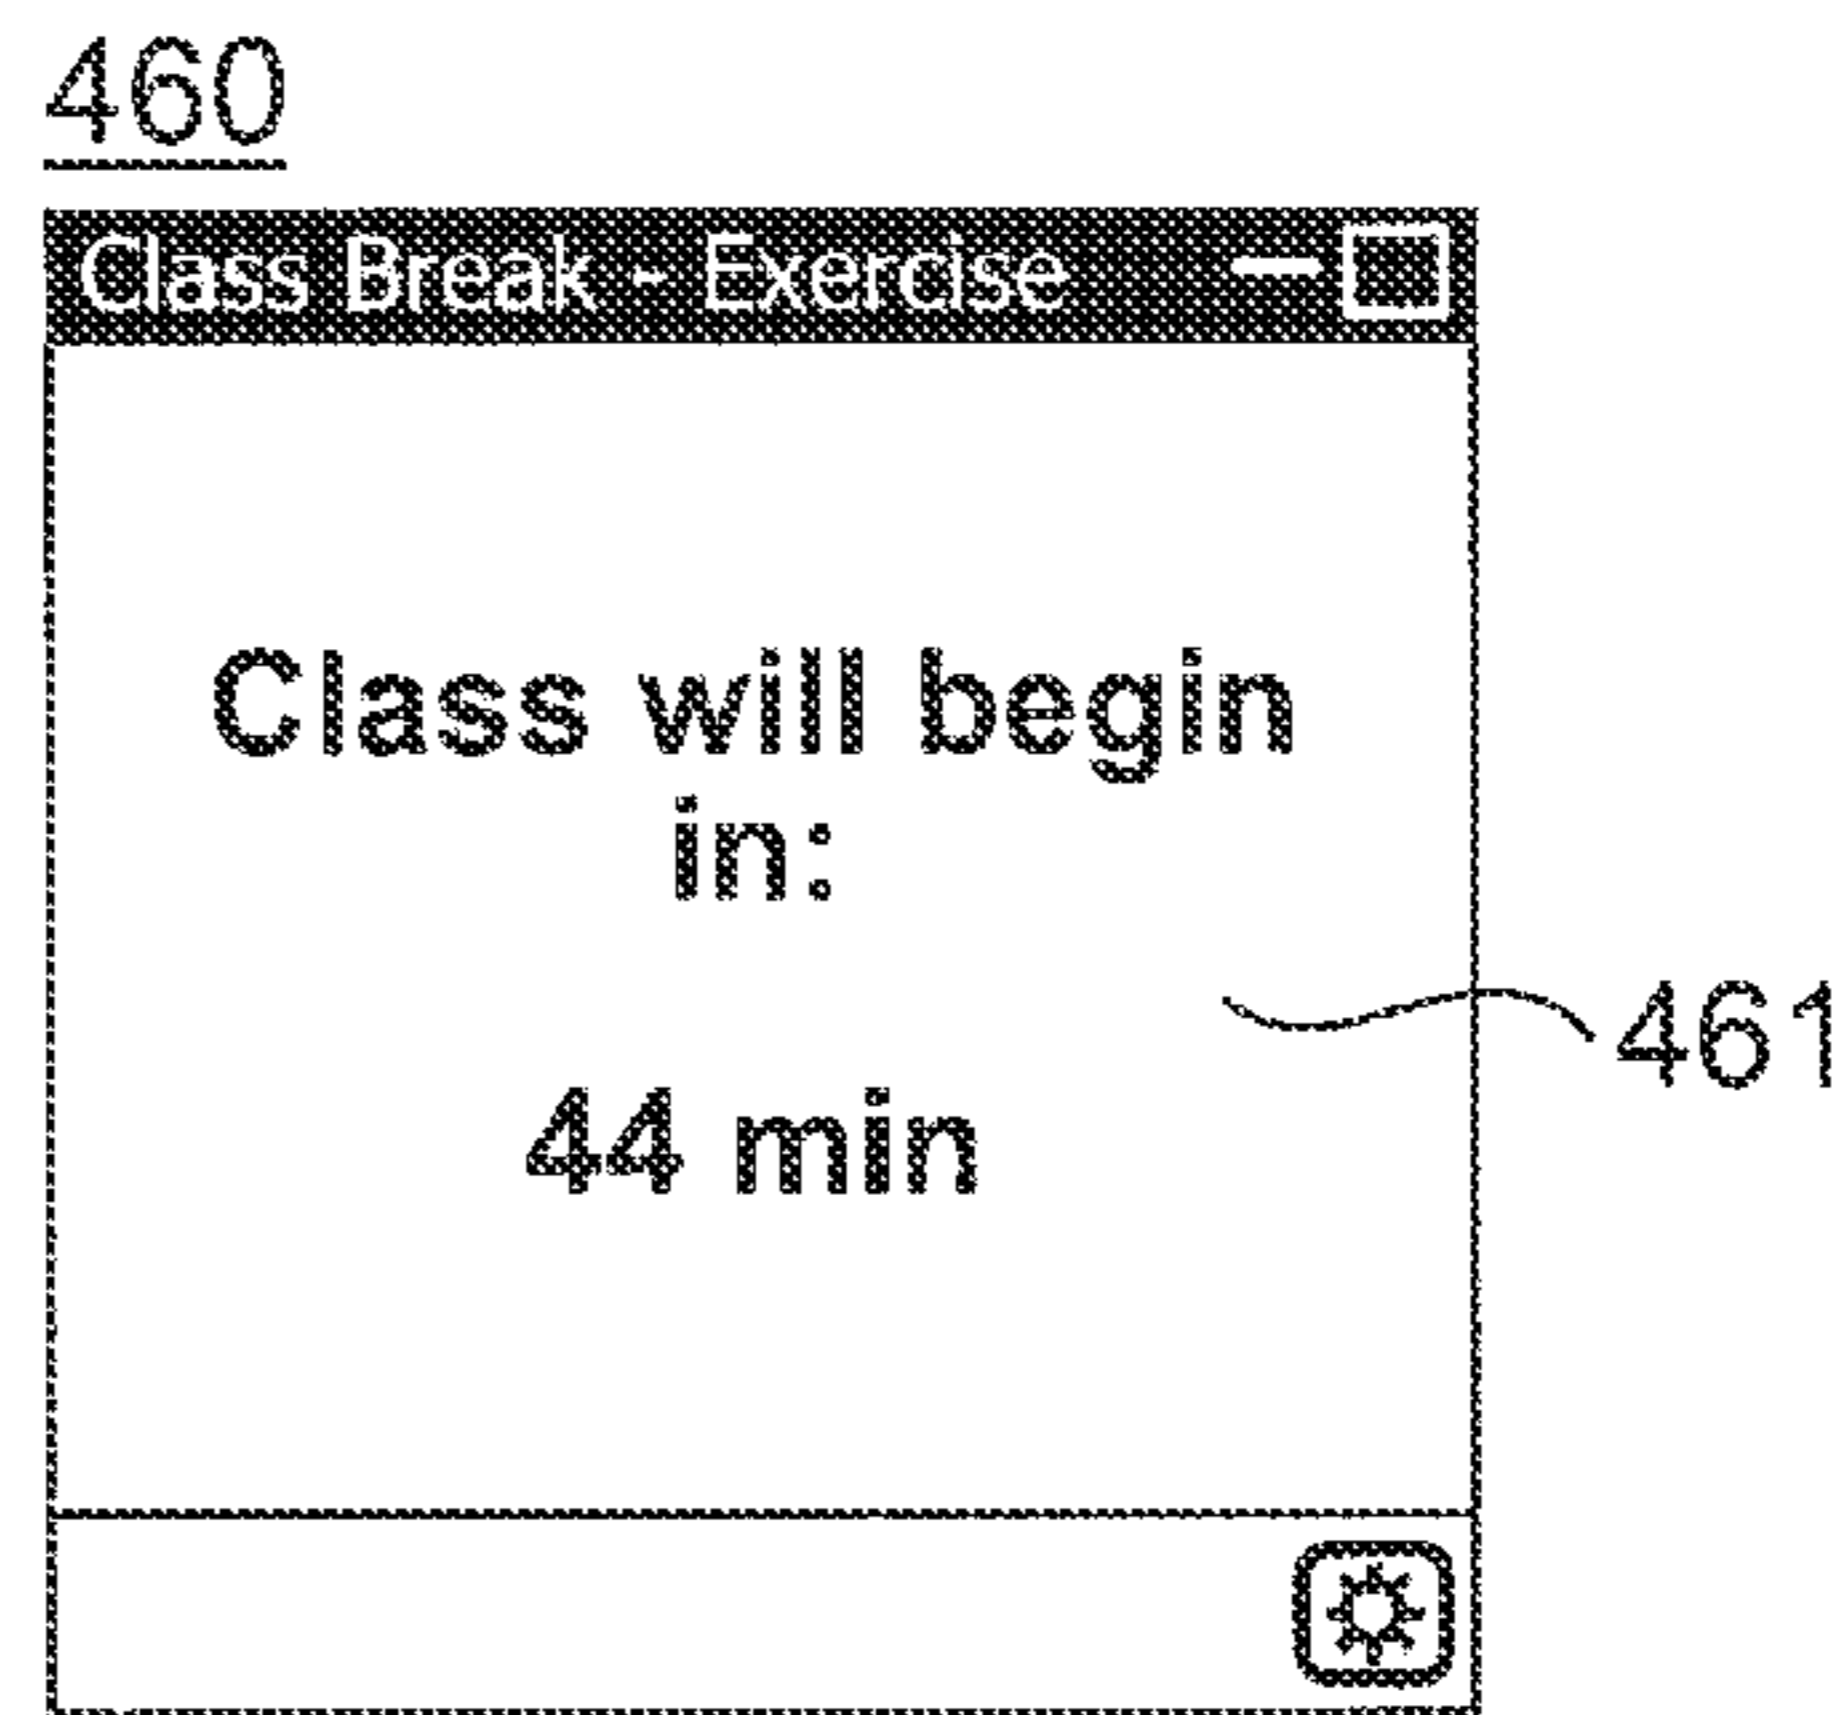 460
Class Break - Exercise
Class will begin
in:
461
44 min